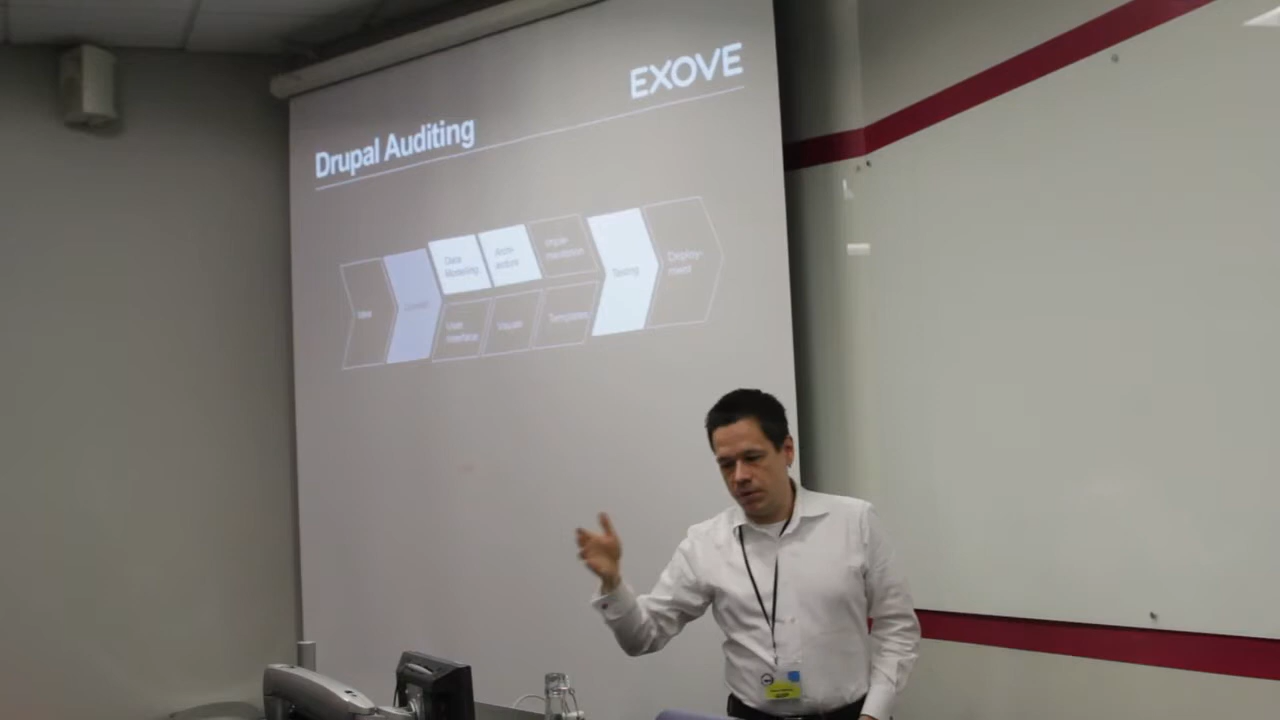 EXOVE
Drupal Auditing
Idea
Concept
Data
Modeling
Archi-
tecture
Imple-
mentation
Testing
Deploy-
ment
User
Interface
Visuals
Templates